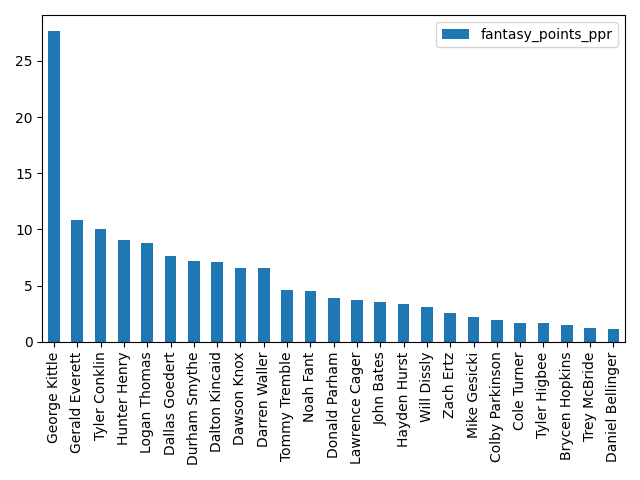 fantasy_points_ppr
25
20
15
10
5
0
George Kittle
Gerald Everett
Tyler Conklin
Hunter Henry
Logan Thomas
Dallas Goedert
Durham Smythe
Dalton Kincaid
Dawson Knox
Darren Waller
Tommy Tremble
Noah Fant
Donald Parham
Lawrence Cager
John Bates
Hayden Hurst
Will Dissly
Zach Ertz
Mike Gesicki
Colby Parkinson
Cole Turner
Tyler Higbee
Brycen Hopkins
Trey McBride
Daniel Bellinger